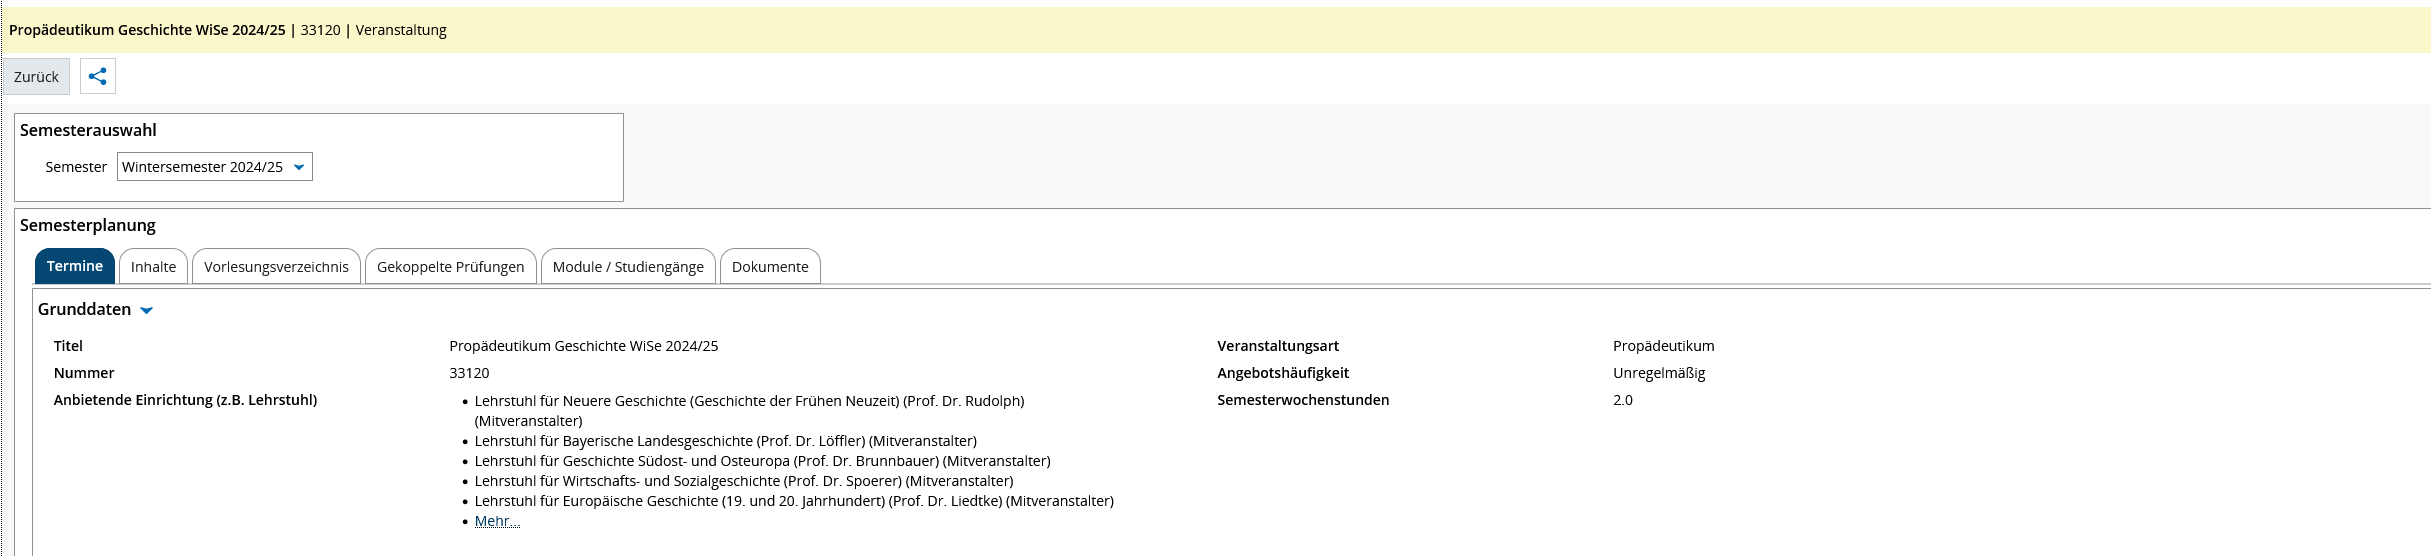 Propädeutikum Geschichte WiSe 2024/25 | 33120 | Veranstaltung
Zurück
Semesterauswahl
Semester Wintersemester 2024/25
Semesterplanung
Termine Inhalte Vorlesungsverzeichnis Gekoppelte Prüfungen Module / Studiengänge Dokumente
Grunddaten
Titel Propädeutikum Geschichte WiSe 2024/25 Veranstaltungsart Propädeutikum
Nummer 33120 Angebotshäufigkeit Unregelmäßig
Anbietende Einrichtung (z.B. Lehrstuhl) Semesterwochenstunden 2.0
• Lehrstuhl für Neuere Geschichte (Geschichte der Frühen Neuzeit) (Prof. Dr. Rudolph)
(Mitveranstalter)
• Lehrstuhl für Bayerische Landesgeschichte (Prof. Dr. Löffler) (Mitveranstalter)
• Lehrstuhl für Geschichte Südost- und Osteuropa (Prof. Dr. Brunnbauer) (Mitveranstalter)
• Lehrstuhl für Wirtschafts- und Sozialgeschichte (Prof. Dr. Spoerer) (Mitveranstalter)
• Lehrstuhl für Europäische Geschichte (19. und 20. Jahrhundert) (Prof. Dr. Liedtke) (Mitveranstalter)
• Mehr...